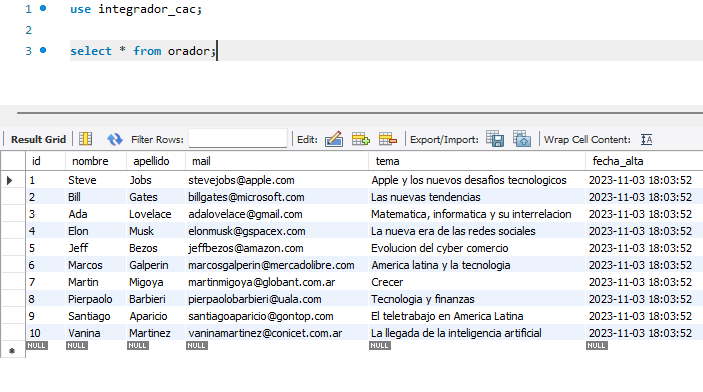 1 use integrador_cac;
2
3 select * from orador;
Result Grid Filter Rows: Edit: Export/Import: Wrap Cell Content:
id nombre apellido mail tema fecha_alta
1 Steve Jobs stevejobs@apple.com Apple y los nuevos desafios tecnologicos 2023-11-03 18:03:52
2 Bill Gates billgates@microsoft.com Las nuevas tendencias 2023-11-03 18:03:52
3 Ada Lovelace adalovelace@gmail.com Matematica, informatica y su interrelacion 2023-11-03 18:03:52
4 Elon Musk elonmusk@gspacex.com La nueva era de las redes sociales 2023-11-03 18:03:52
5 Jeff Bezos jeffbezos@amazon.com Evolucion del cyber comercio 2023-11-03 18:03:52
6 Marcos Galperin marcosgalperin@mercadolibre.com America latina y la tecnologia 2023-11-03 18:03:52
7 Martin Migoya martinmigoya@globant.com.ar Crecer 2023-11-03 18:03:52
8 Pierpaolo Barbieri pierpaolobarbieri@uala.com Tecnologia y finanzas 2023-11-03 18:03:52
9 Santiago Aparicio santiagoaparicio@gontop.com El teletrabajo en America Latina 2023-11-03 18:03:52
10 Vanina Martinez vaninamartinez@conicet.com.ar La llegada de la inteligencia artificial 2023-11-03 18:03:52
NULL NULL NULL NULL NULL NULL